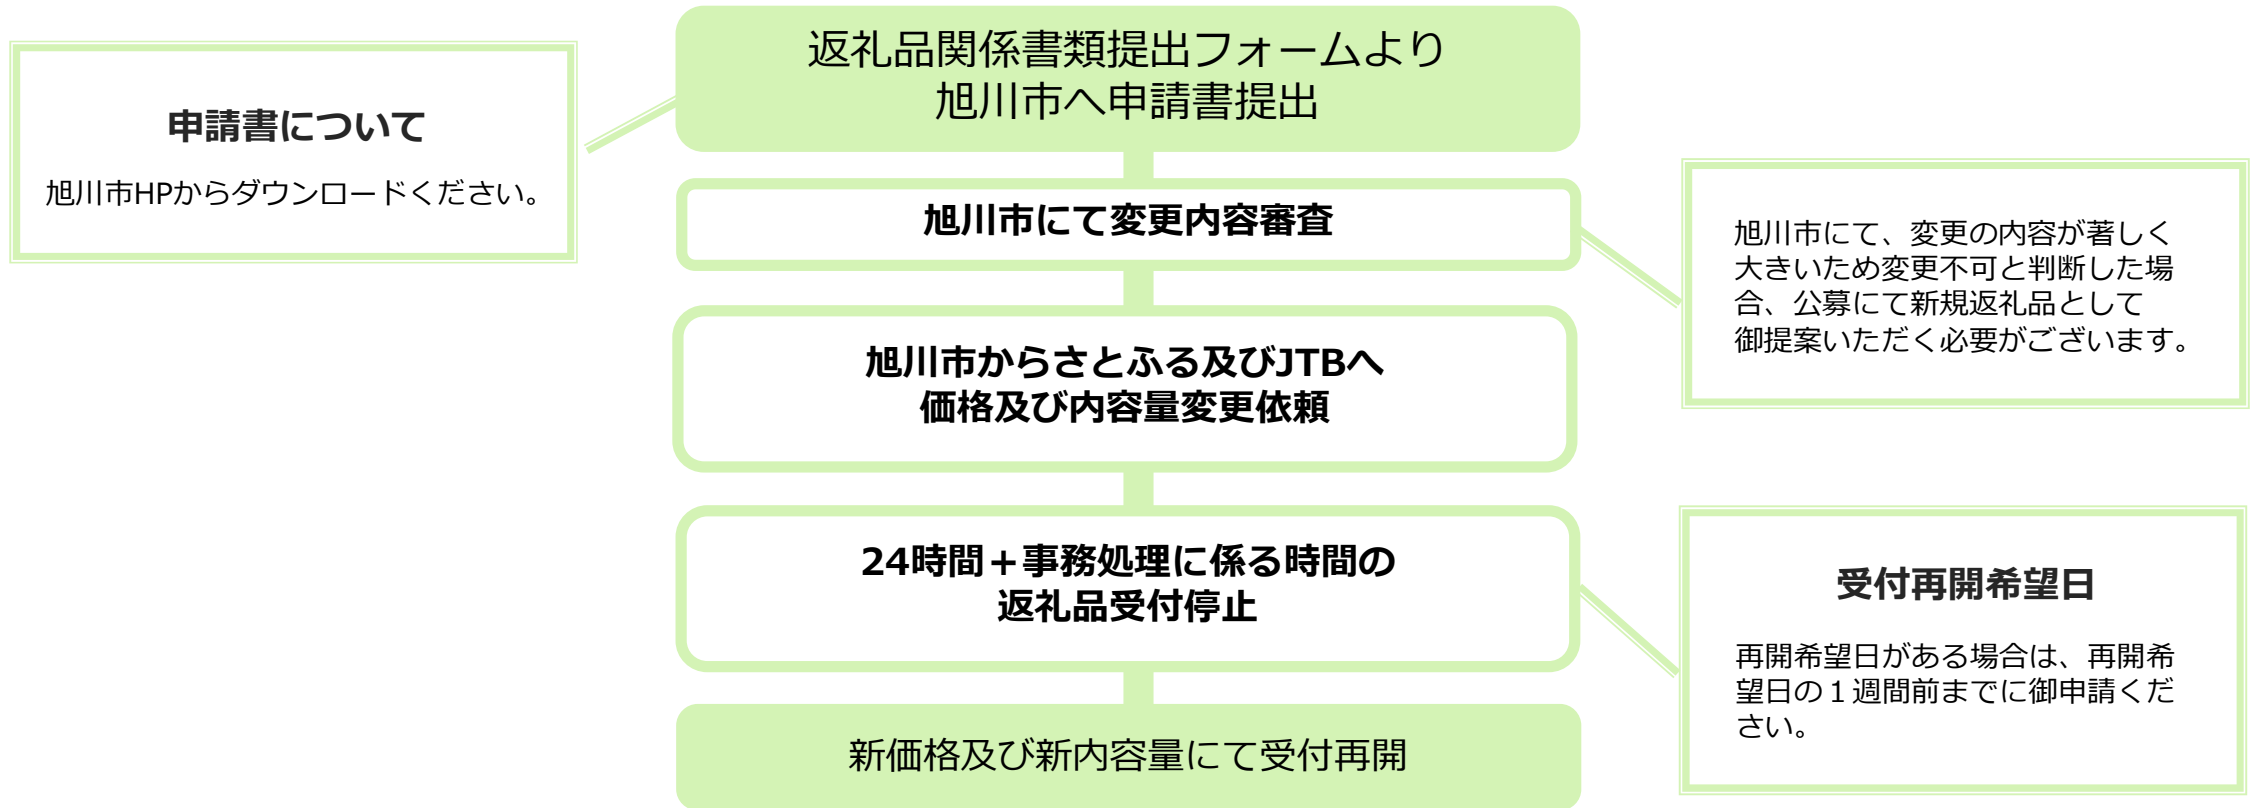 返礼品関係書類提出フォームより
旭川市へ申請書提出
申請書について
旭川市HPからダウンロードください。
旭川市にて変更内容審査
旭川市にて、変更の内容が著しく
大きいため変更不可と判断した場
合、公募にて新規返礼品として
御提案いただく必要がございます。
旭川市からさとふる及びJTBへ
価格及び内容量変更依頼
24時間＋事務処理に係る時間の
返礼品受付停止
受付再開希望日
再開希望日がある場合は、再開希
望日の１週間前までに御申請くだ
さい。
新価格及び新内容量にて受付再開